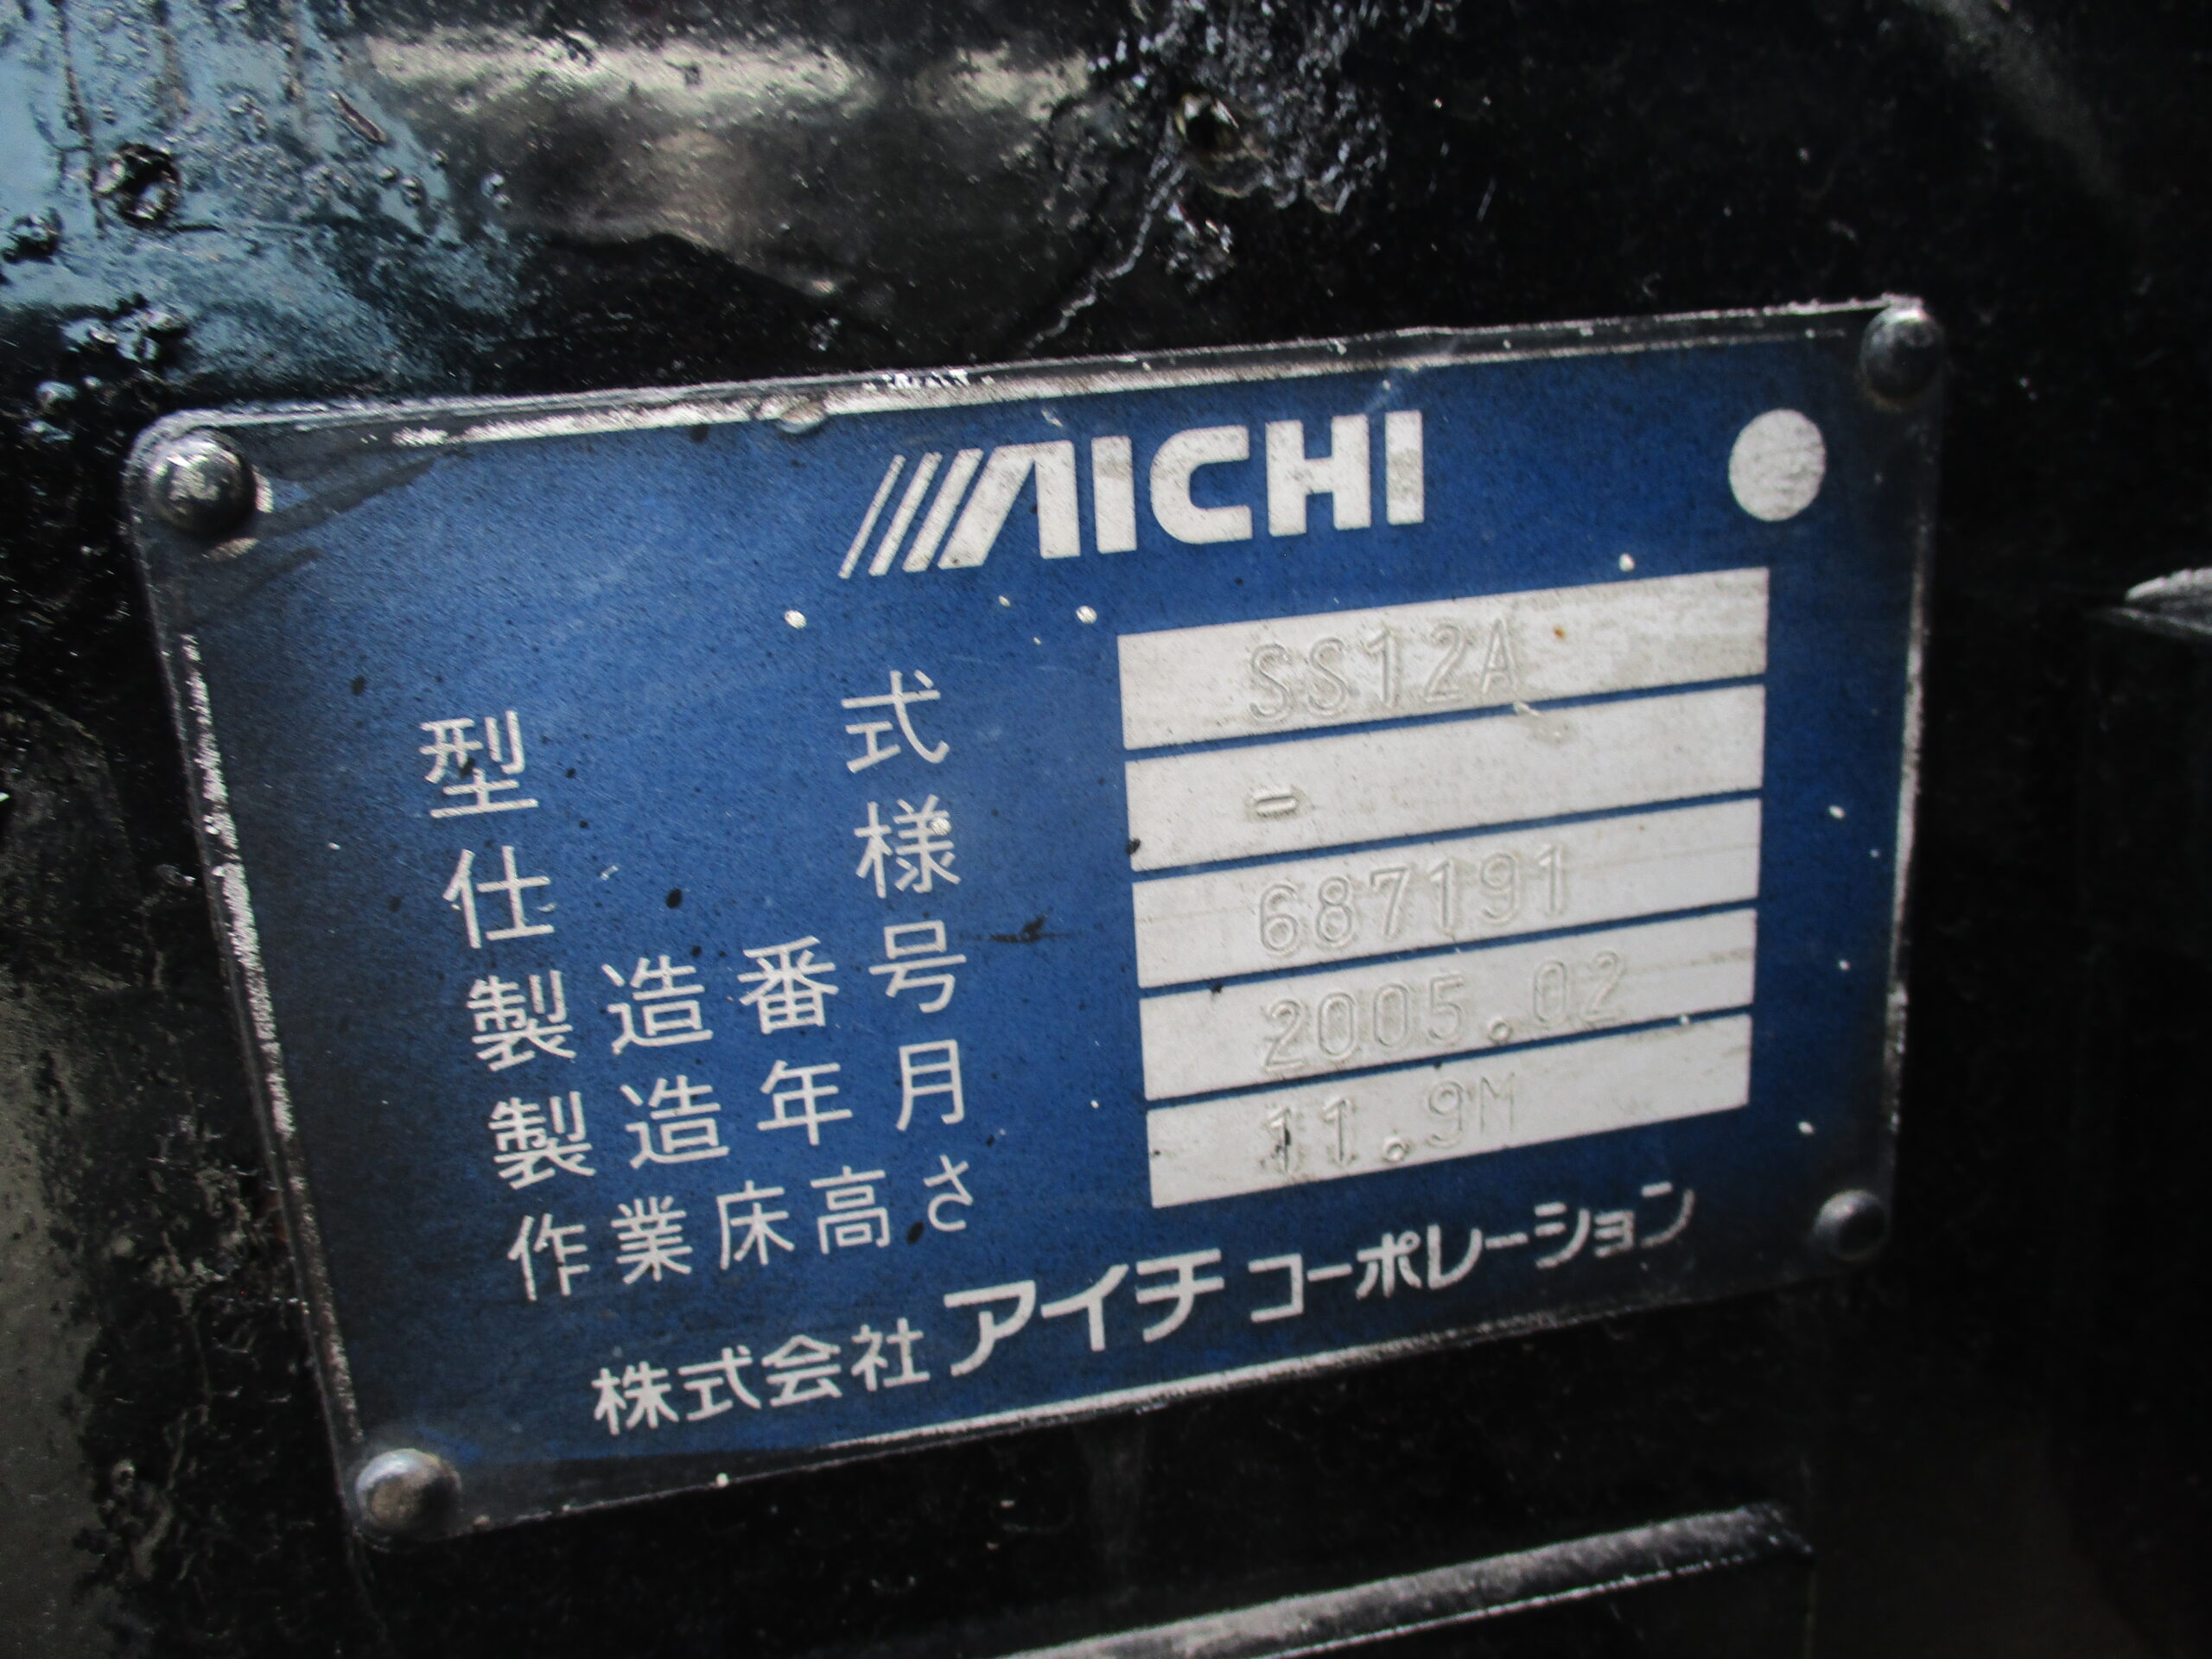 AICHI
型式 SS12A
仕様 =
製造番号 687191
製造年月 2005.02
作業床高さ 11.9M
株式会社アイチコーポレーション